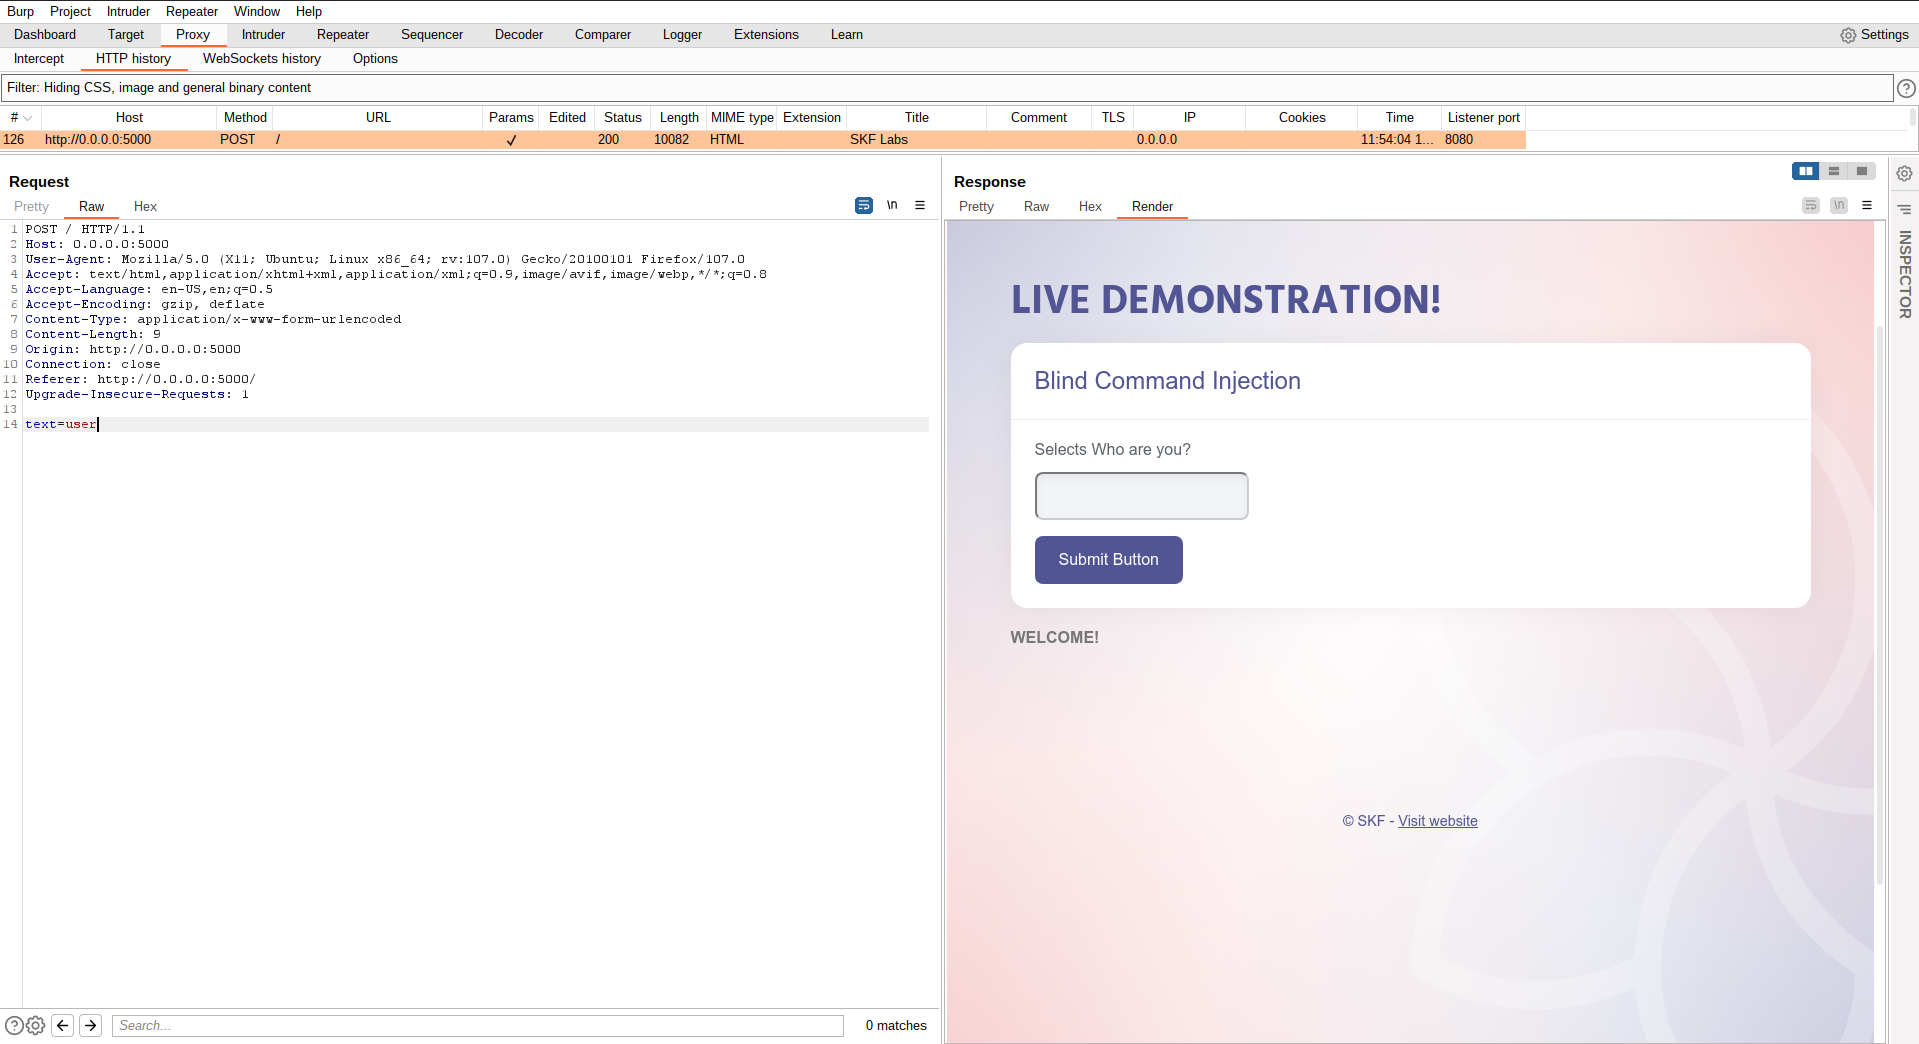 Burp Project Intruder Repeater Window Help
Dashboard Target Proxy Intruder Repeater Sequencer Decoder Comparer Logger Extensions Learn Settings
Intercept HTTP history WebSockets history Options
Filter: Hiding CSS, image and general binary content
# Host Method URL Params Edited Status Length MIME type Extension Title Comment TLS IP Cookies Time Listener port
126 http://0.0.0.0:5000 POST / ✓ 200 10082 HTML SKF Labs 0.0.0.0 11:54:04 1... 8080
Request
Pretty Raw Hex
\n
1 POST / HTTP/1.1
2 Host: 0.0.0.0:5000
3 User-Agent: Mozilla/5.0 (X11; Ubuntu; Linux x86_64; rv:107.0) Gecko/20100101 Firefox/107.0
4 Accept: text/html,application/xhtml+xml,application/xml;q=0.9,image/avif,image/webp,*/*;q=0.8
5 Accept-Language: en-US,en;q=0.5
6 Accept-Encoding: gzip, deflate
7 Content-Type: application/x-www-form-urlencoded
8 Content-Length: 9
9 Origin: http://0.0.0.0:5000
10 Connection: close
11 Referer: http://0.0.0.0:5000/
12 Upgrade-Insecure-Requests: 1
13
14 text=user
Search...
0 matches
Response
Pretty Raw Hex Render
\n
LIVE DEMONSTRATION!
Blind Command Injection
Selects Who are you?
Submit Button
WELCOME!
© SKF - Visit website
INSPECTOR